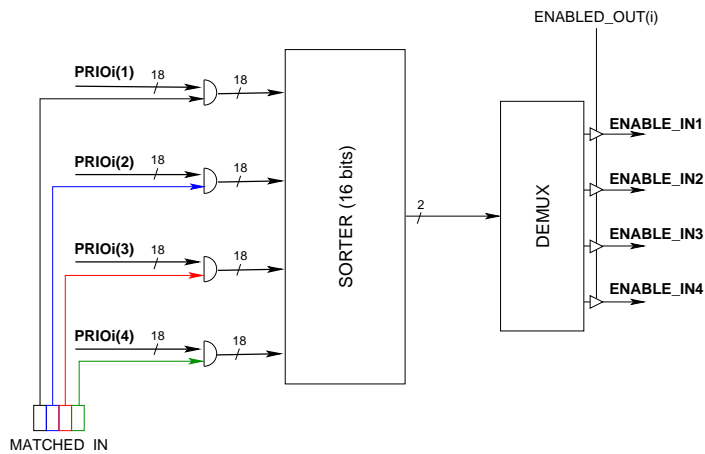 ENABLED_OUT(i)
PRIOi(1)
18
18
ENABLE_IN1
PRIOi(2)
18
18
ENABLE_IN2
SORTER (16 bits)
2
DEMUX
PRIOi(3)
18
18
ENABLE_IN3
ENABLE_IN4
PRIOi(4)
18
18
MATCHED_IN